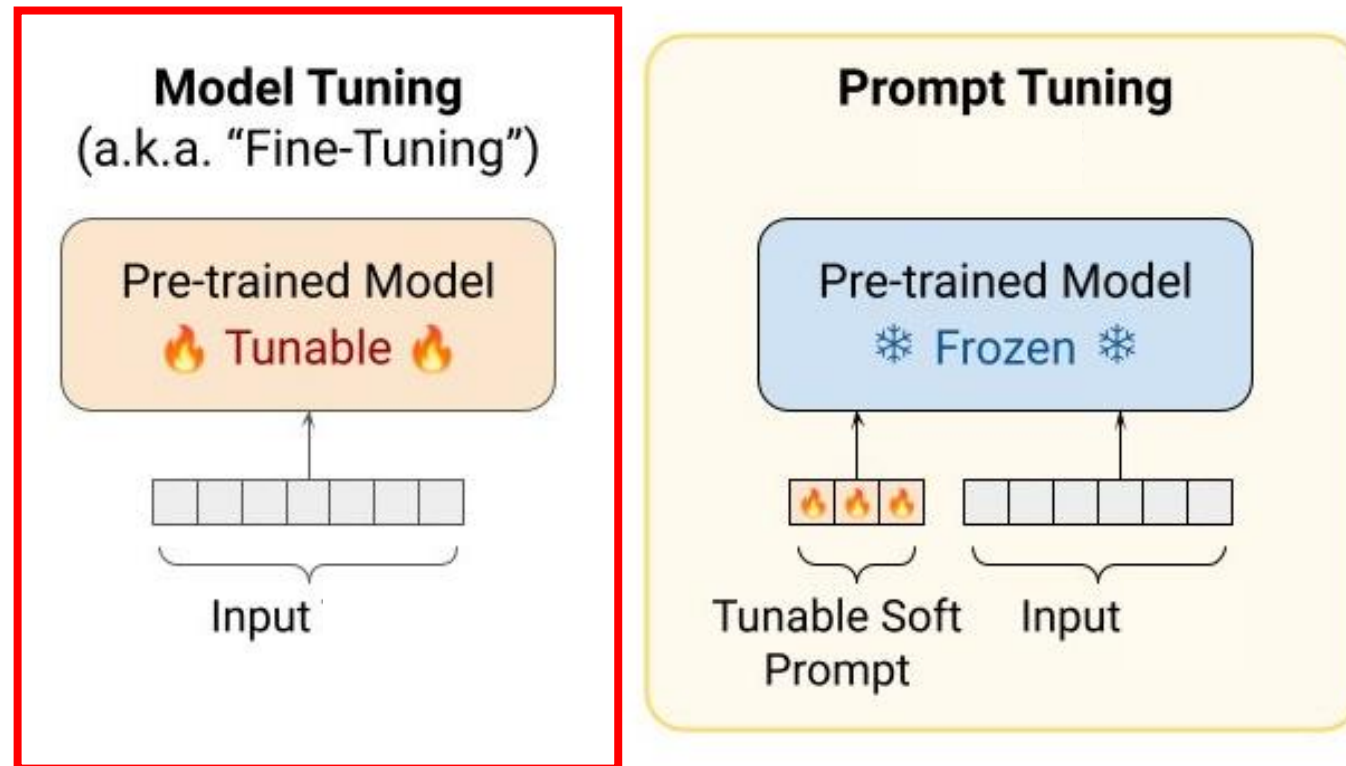 Model Tuning
(a.k.a. “Fine-Tuning”)
Pre-trained Model
🔥 Tunable 🔥
Input
Prompt Tuning
Pre-trained Model
❄ Frozen ❄
Tunable Soft
Prompt
Input